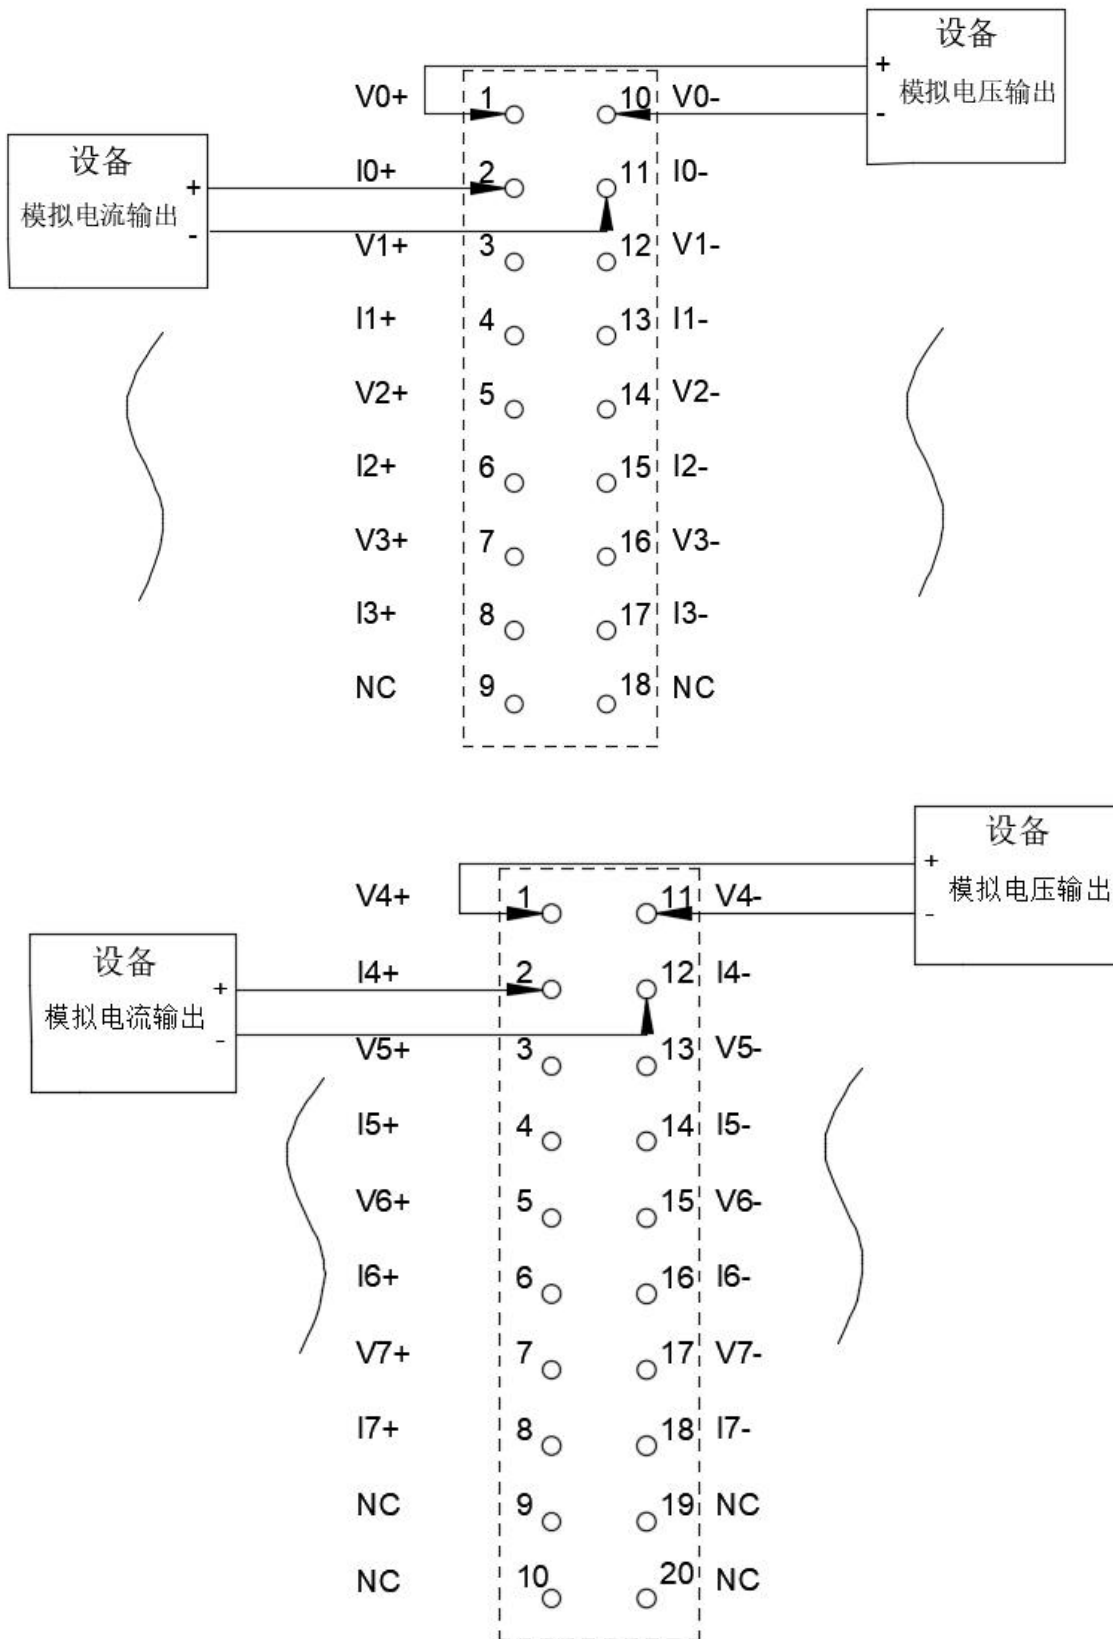 设备
+
模拟电压输出
-
V0+ 1 10 V0-
设备
+
模拟电流输出
-
I0+ 2 11 I0-
V1+ 3 12 V1-
I1+ 4 13 I1-
V2+ 5 14 V2-
I2+ 6 15 I2-
V3+ 7 16 V3-
I3+ 8 17 I3-
NC 9 18 NC
设备
+
模拟电压输出
-
V4+ 1 11 V4-
设备
+
模拟电流输出
-
I4+ 2 12 I4-
V5+ 3 13 V5-
I5+ 4 14 I5-
V6+ 5 15 V6-
I6+ 6 16 I6-
V7+ 7 17 V7-
I7+ 8 18 I7-
NC 9 19 NC
NC 10 20 NC